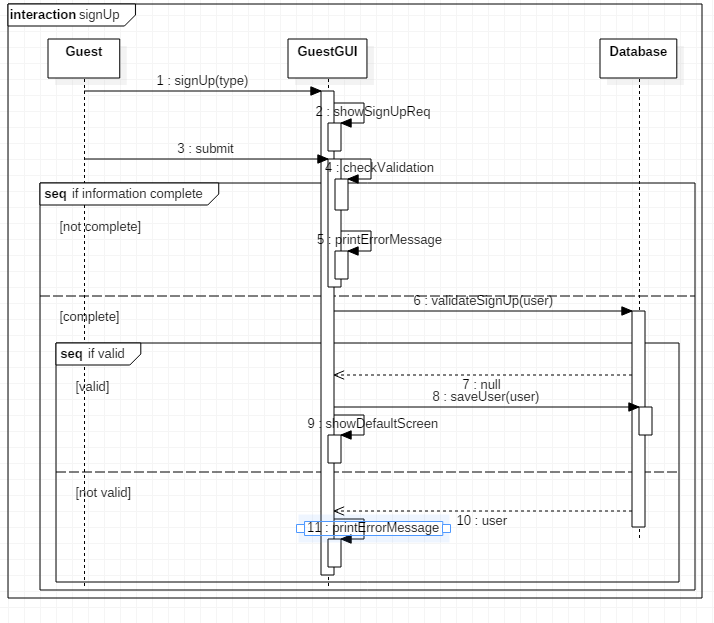 interaction signUp
Guest
GuestGUI
Database
1 : signUp(type)
2 : showSignUpReq
3 : submit
4 : checkValidation
seq if information complete
[not complete]
5 : printErrorMessage
6 : validateSignUp(user)
[complete]
seq if valid
[valid]
7 : null
8 : saveUser(user)
9 : showDefaultScreen
[not valid]
10 : user
11 : printErrorMessage